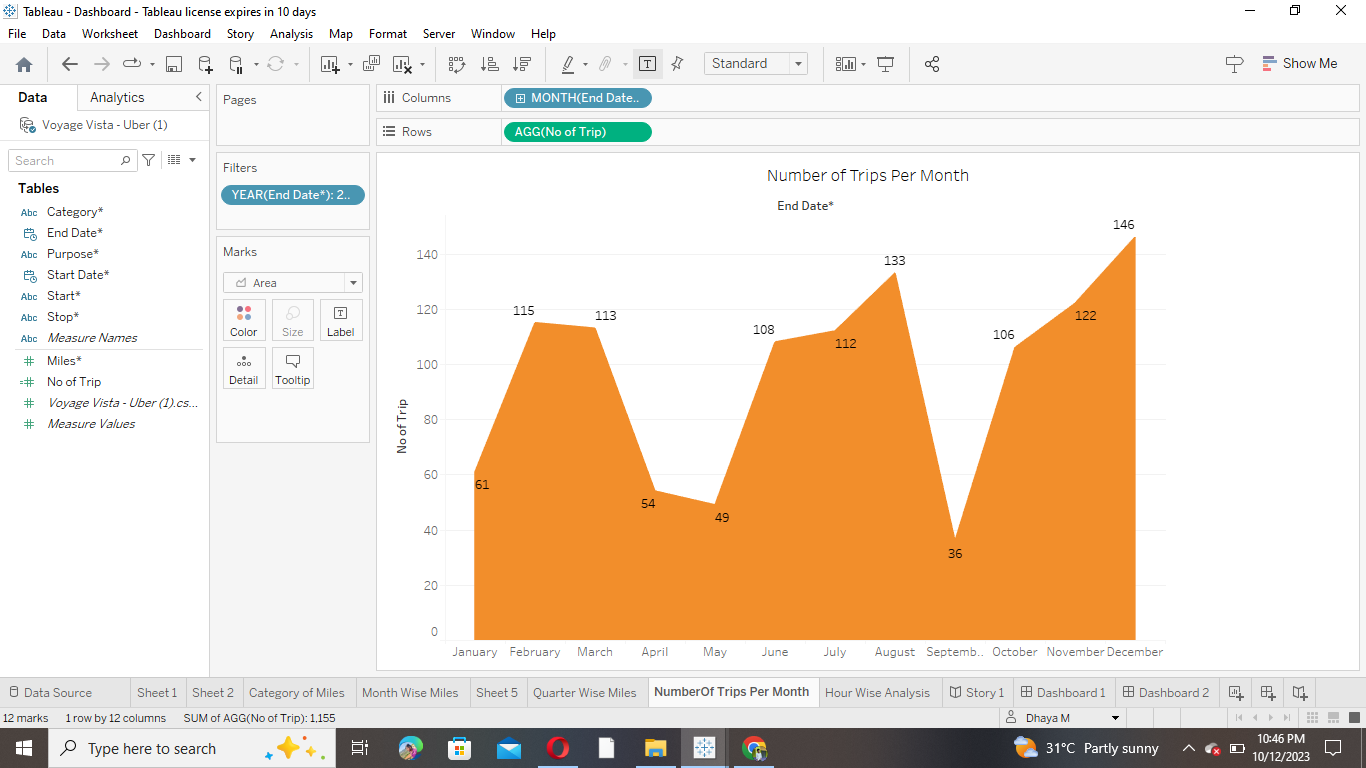 Tableau - Dashboard - Tableau license expires in 10 days
File Data Worksheet Dashboard Story Analysis Map Format Server Window Help
Standard
Show Me
Data Analytics
Voyage Vista - Uber (1)
Search
Tables
Abc Category*
End Date*
Abc Purpose*
Start Date*
Abc Start*
Abc Stop*
Abc Measure Names
Miles*
No of Trip
Voyage Vista - Uber (1).cs...
Measure Values
Pages
Filters
YEAR(End Date*): 2..
Marks
Area
Color Size Label
Detail Tooltip
Columns MONTH(End Date..
Rows AGG(No of Trip)
Number of Trips Per Month
End Date*
No of Trip
140
120
100
80
60
40
20
0
61
115
113
54
49
108
112
133
36
106
122
146
January February March April May June July August Septemb.. October November December
Data Source Sheet 1 Sheet 2 Category of Miles Month Wise Miles Sheet 5 Quarter Wise Miles NumberOf Trips Per Month Hour Wise Analysis Story 1 Dashboard 1 Dashboard 2
12 marks 1 row by 12 columns SUM of AGG(No of Trip): 1,155
Dhaya M
Type here to search
31°C Partly sunny
10:46 PM
10/12/2023